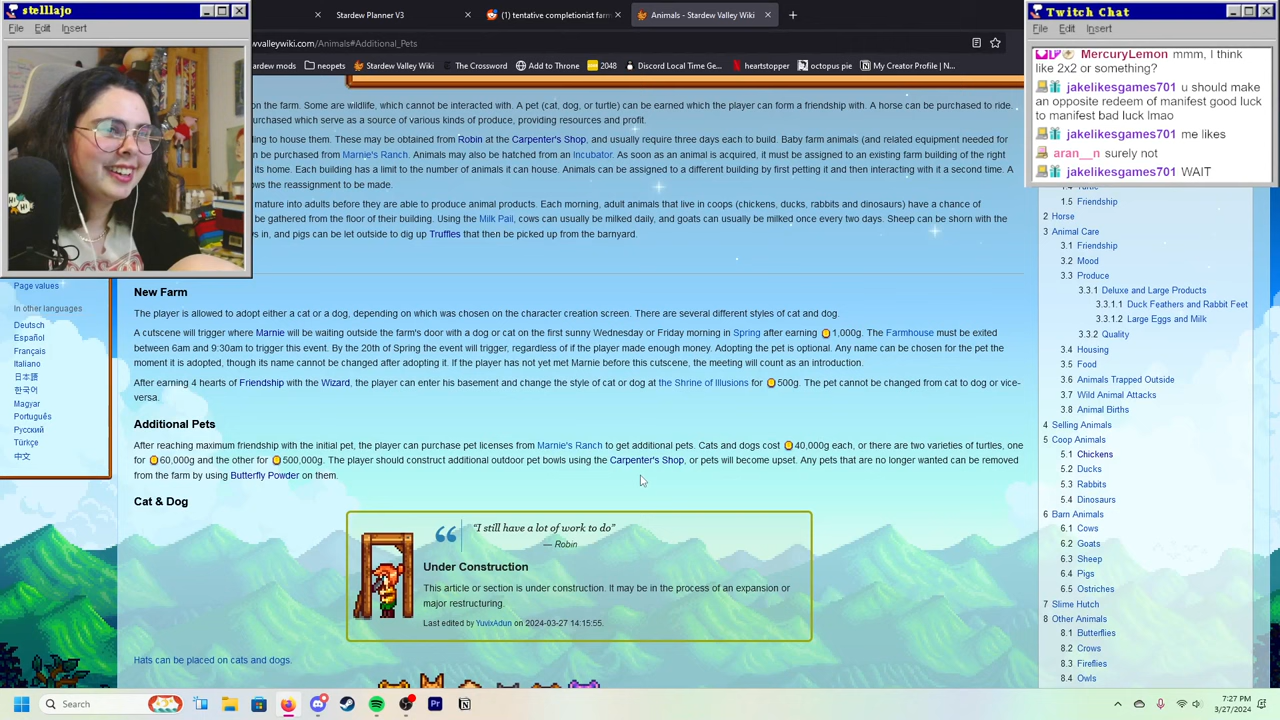 stelllajo
File Edit Insert
Stardew Planner V3
Animals - Stardew Valley Wiki
wvalleywiki.com/Animals#Additional_Pets
The Crossword
Add to Throne
Discord Local Time Ge...
heartstopper
octopus pie
My Creator Profile | N...
Twitch Chat
File Edit Insert
MercuryLemon mmm, I think
like 2x2 or something?
jakelikesgames701 u should make
an opposite redeem of manifest good luck
to manifest bad luck lmao
jakelikesgames701 me likes
aran__n surely not
jakelikesgames701 WAIT
on the farm. Some are wildlife, which cannot be interacted with. A pet (cat, dog, or turtle) can be earned which the player can form a friendship with. A horse can be purchased to ride.
purchased which serve as a source of various kinds of produce, providing resources and profit.
ing to house them. They may be obtained from Robin at the Carpenter's Shop, and usually require three days each to build. Baby farm animals (and related equipment needed for
n be purchased from Marnie's Ranch. Animals may also be hatched from an Incubator. As soon as an animal is acquired, it must be assigned to an existing farm building of the right
its home. Each building has a limit to the number of animals it can house. Animals can be assigned to a different building by first petting it and then interacting with it a second time. A
ows the reassignment to be made.
mature into adults before they are able to produce animal products. Each morning, adult animals that live in coops (chickens, ducks, rabbits and dinosaurs) have a chance of
be gathered from the floor of their building. Using the Milk Pail, cows can usually be milked daily, and goats can usually be milked once every two days. Sheep can be shorn with the
ws in, and pigs can be let outside to dig up Truffles that then be picked up from the barnyard.
Page values
In other languages
Deutsch
Español
Français
Italiano
日本語
한국어
Magyar
Português
Русский
Türkçe
中文
New Farm
The player is allowed to adopt either a cat or a dog, depending on which was chosen on the character creation screen. There are several different styles of cat and dog.
A cutscene will trigger where Marnie will be waiting outside the farm's door with a dog or cat on the first sunny Wednesday or Friday morning in Spring after earning 1,000g. The Farmhouse must be exited
between 6am and 9:30am to trigger this event. By the 20th of Spring the event will trigger, regardless of if the player made enough money. Adopting the pet is optional. Any name can be chosen for the pet the
moment it is adopted, though its name cannot be changed after adopting it. If the player has not yet met Marnie before this cutscene, the meeting will count as an introduction.
After earning 4 hearts of Friendship with the Wizard, the player can enter his basement and change the style of cat or dog at the Shrine of Illusions for 500g. The pet cannot be changed from cat to dog or vice-
versa.
Additional Pets
After reaching maximum friendship with the initial pet, the player can purchase pet licenses from Marnie's Ranch to get additional pets. Cats and dogs cost 40,000g each, or there are two varieties of turtles, one
for 60,000g and the other for 500,000g. The player should construct additional outdoor pet bowls using the Carpenter's Shop, or pets will become upset. Any pets that are no longer wanted can be removed
from the farm by using Butterfly Powder on them.
Cat & Dog
"I still have a lot of work to do"
— Robin
Under Construction
This article or section is under construction. It may be in the process of an expansion or
major restructuring.
Last edited by YuvixAdun on 2024-03-27 14:15:55.
Hats can be placed on cats and dogs.
1.5 Friendship
2 Horse
3 Animal Care
3.1 Friendship
3.2 Mood
3.3 Produce
3.3.1 Deluxe and Large Products
3.3.1.1 Duck Feathers and Rabbit Feet
3.3.1.2 Large Eggs and Milk
3.3.2 Quality
3.4 Housing
3.5 Food
3.6 Animals Trapped Outside
3.7 Wild Animal Attacks
3.8 Animal Births
4 Selling Animals
5 Coop Animals
5.1 Chickens
5.2 Ducks
5.3 Rabbits
5.4 Dinosaurs
6 Barn Animals
6.1 Cows
6.2 Goats
6.3 Sheep
6.4 Pigs
6.5 Ostriches
7 Slime Hutch
8 Other Animals
8.1 Butterflies
8.2 Crows
8.3 Fireflies
8.4 Owls
Search
7:27 PM
3/27/2024